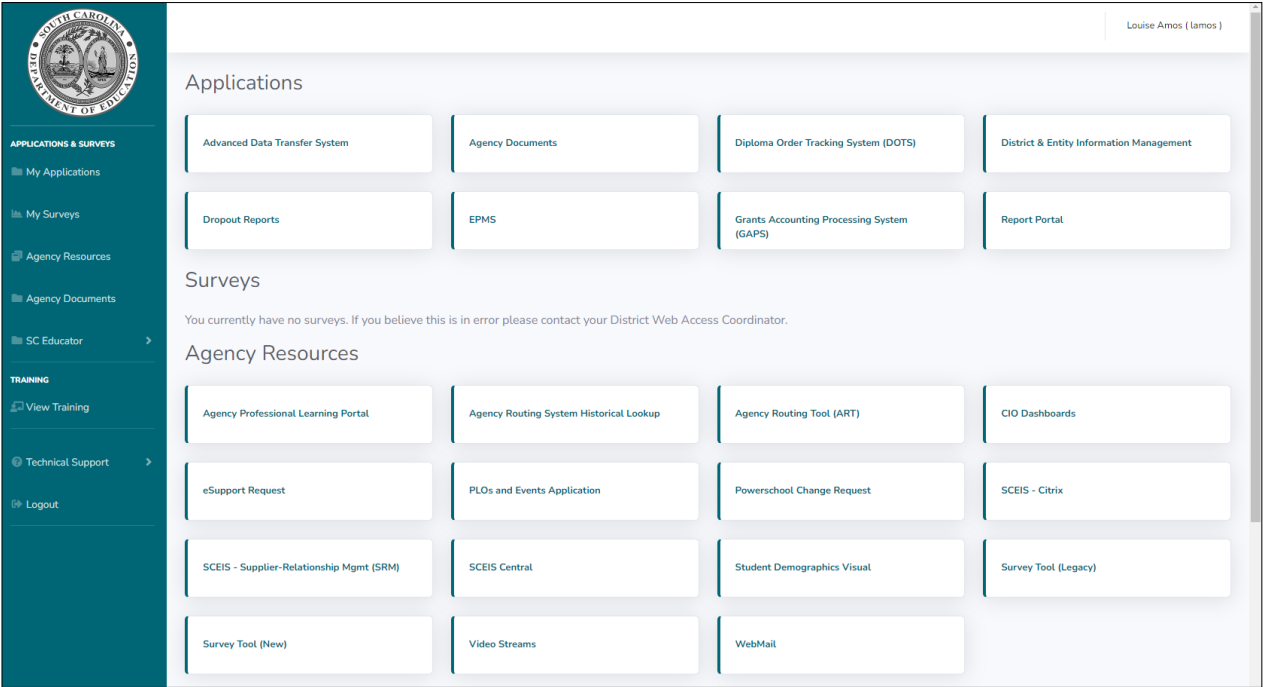 SOUTH CAROLINA
DEPARTMENT OF EDUCATION
Louise Amos ( lamos )
APPLICATIONS & SURVEYS
My Applications
My Surveys
Agency Resources
Agency Documents
SC Educator
TRAINING
View Training
Technical Support
Logout
Applications
Advanced Data Transfer System
Agency Documents
Diploma Order Tracking System (DOTS)
District & Entity Information Management
Dropout Reports
EPMS
Grants Accounting Processing System
(GAPS)
Report Portal
Surveys
You currently have no surveys. If you believe this is in error please contact your District Web Access Coordinator.
Agency Resources
Agency Professional Learning Portal
Agency Routing System Historical Lookup
Agency Routing Tool (ART)
CIO Dashboards
eSupport Request
PLOs and Events Application
Powerschool Change Request
SCEIS - Citrix
SCEIS - Supplier-Relationship Mgmt (SRM)
SCEIS Central
Student Demographics Visual
Survey Tool (Legacy)
Survey Tool (New)
Video Streams
WebMail